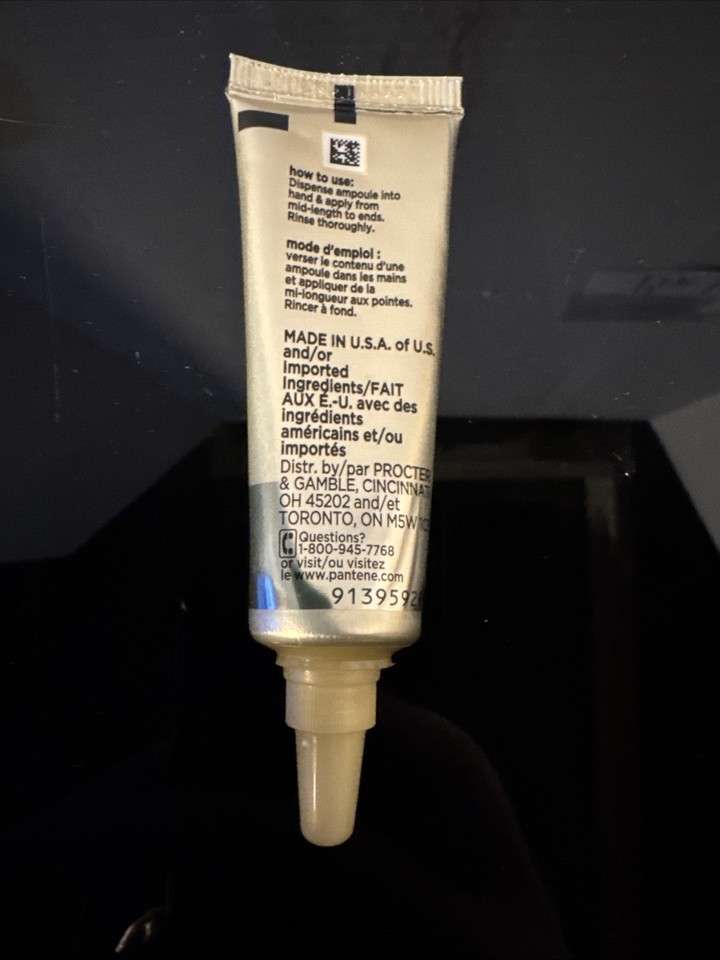 how to use:
Dispense ampoule into
hand & apply from
mid-length to ends.
Rinse thoroughly.
mode d'emploi :
verser le contenu d'une
ampoule dans les mains
et appliquer de la
mi-longueur aux pointes.
Rincer à fond.
MADE IN U.S.A. of U.S.
and/or
Imported
Ingredients/FAIT
AUX É.-U. avec des
ingrédients
américains et/ou
importés
Distr. by/par PROCTER
& GAMBLE, CINCINNATI
OH 45202 and/et
TORONTO, ON M5W
Questions?
1-800-945-7768
or visit/ou visitez
le www.pantene.com
9139592